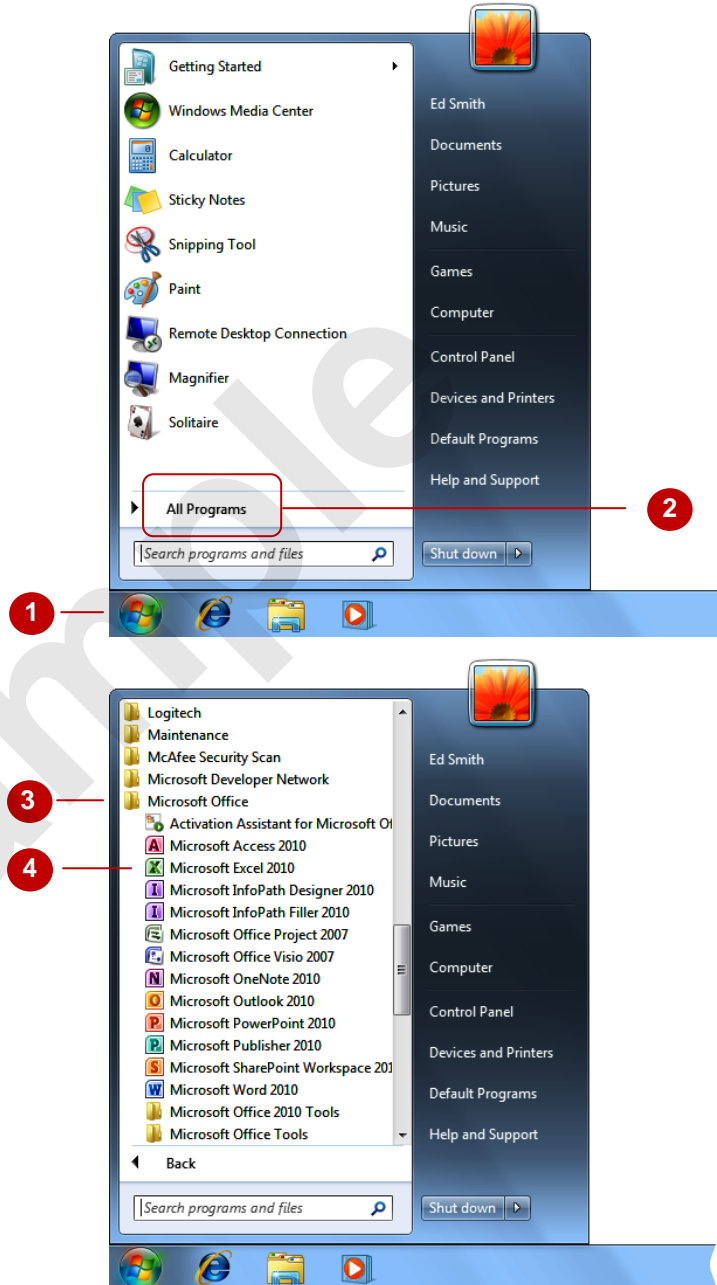 Getting Started
Windows Media Center
Calculator
Sticky Notes
Snipping Tool
Paint
Remote Desktop Connection
Magnifier
Solitaire
All Programs
Search programs and files
Ed Smith
Documents
Pictures
Music
Games
Computer
Control Panel
Devices and Printers
Default Programs
Help and Support
Shut down
2
1
Logitech
Maintenance
McAfee Security Scan
Microsoft Developer Network
Microsoft Office
Activation Assistant for Microsoft Of
Microsoft Access 2010
Microsoft Excel 2010
Microsoft InfoPath Designer 2010
Microsoft InfoPath Filler 2010
Microsoft Office Project 2007
Microsoft Office Visio 2007
Microsoft OneNote 2010
Microsoft Outlook 2010
Microsoft PowerPoint 2010
Microsoft Publisher 2010
Microsoft SharePoint Workspace 201
Microsoft Word 2010
Microsoft Office 2010 Tools
Microsoft Office Tools
Back
Search programs and files
Ed Smith
Documents
Pictures
Music
Games
Computer
Control Panel
Devices and Printers
Default Programs
Help and Support
Shut down
3
4
ample